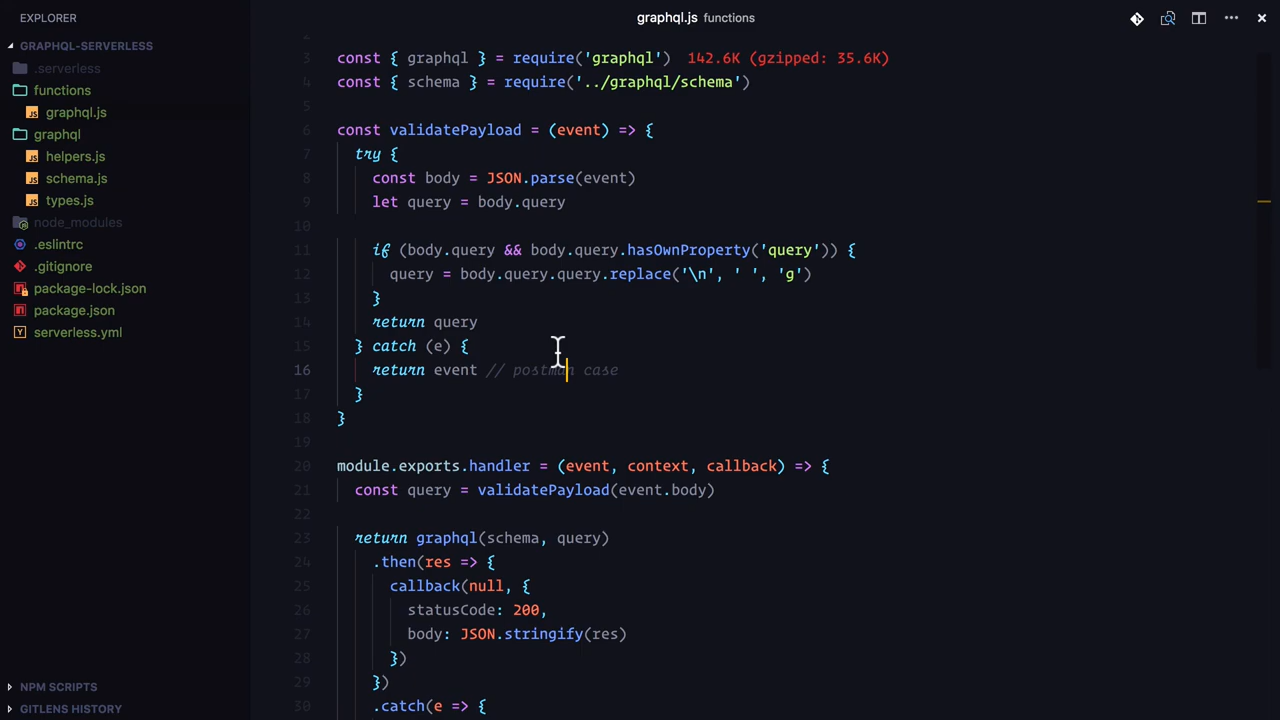 EXPLORER
graphql.js functions
GRAPHQL-SERVERLESS
.serverless
functions
graphql.js
graphql
helpers.js
schema.js
types.js
node_modules
.eslintrc
.gitignore
package-lock.json
package.json
serverless.yml
NPM SCRIPTS
GITLENS HISTORY
3 const { graphql } = require('graphql') 142.6K (gzipped: 35.6K)
4 const { schema } = require('../graphql/schema')
5
6 const validatePayload = (event) => {
7 try {
8 const body = JSON.parse(event)
9 let query = body.query
10
11 if (body.query && body.query.hasOwnProperty('query')) {
12 query = body.query.query.replace('\n', ' ', 'g')
13 }
14 return query
15 } catch (e) {
16 return event // postman case
17 }
18 }
19
20 module.exports.handler = (event, context, callback) => {
21 const query = validatePayload(event.body)
22
23 return graphql(schema, query)
24 .then(res => {
25 callback(null, {
26 statusCode: 200,
27 body: JSON.stringify(res)
28 })
29 })
30 .catch(e => {